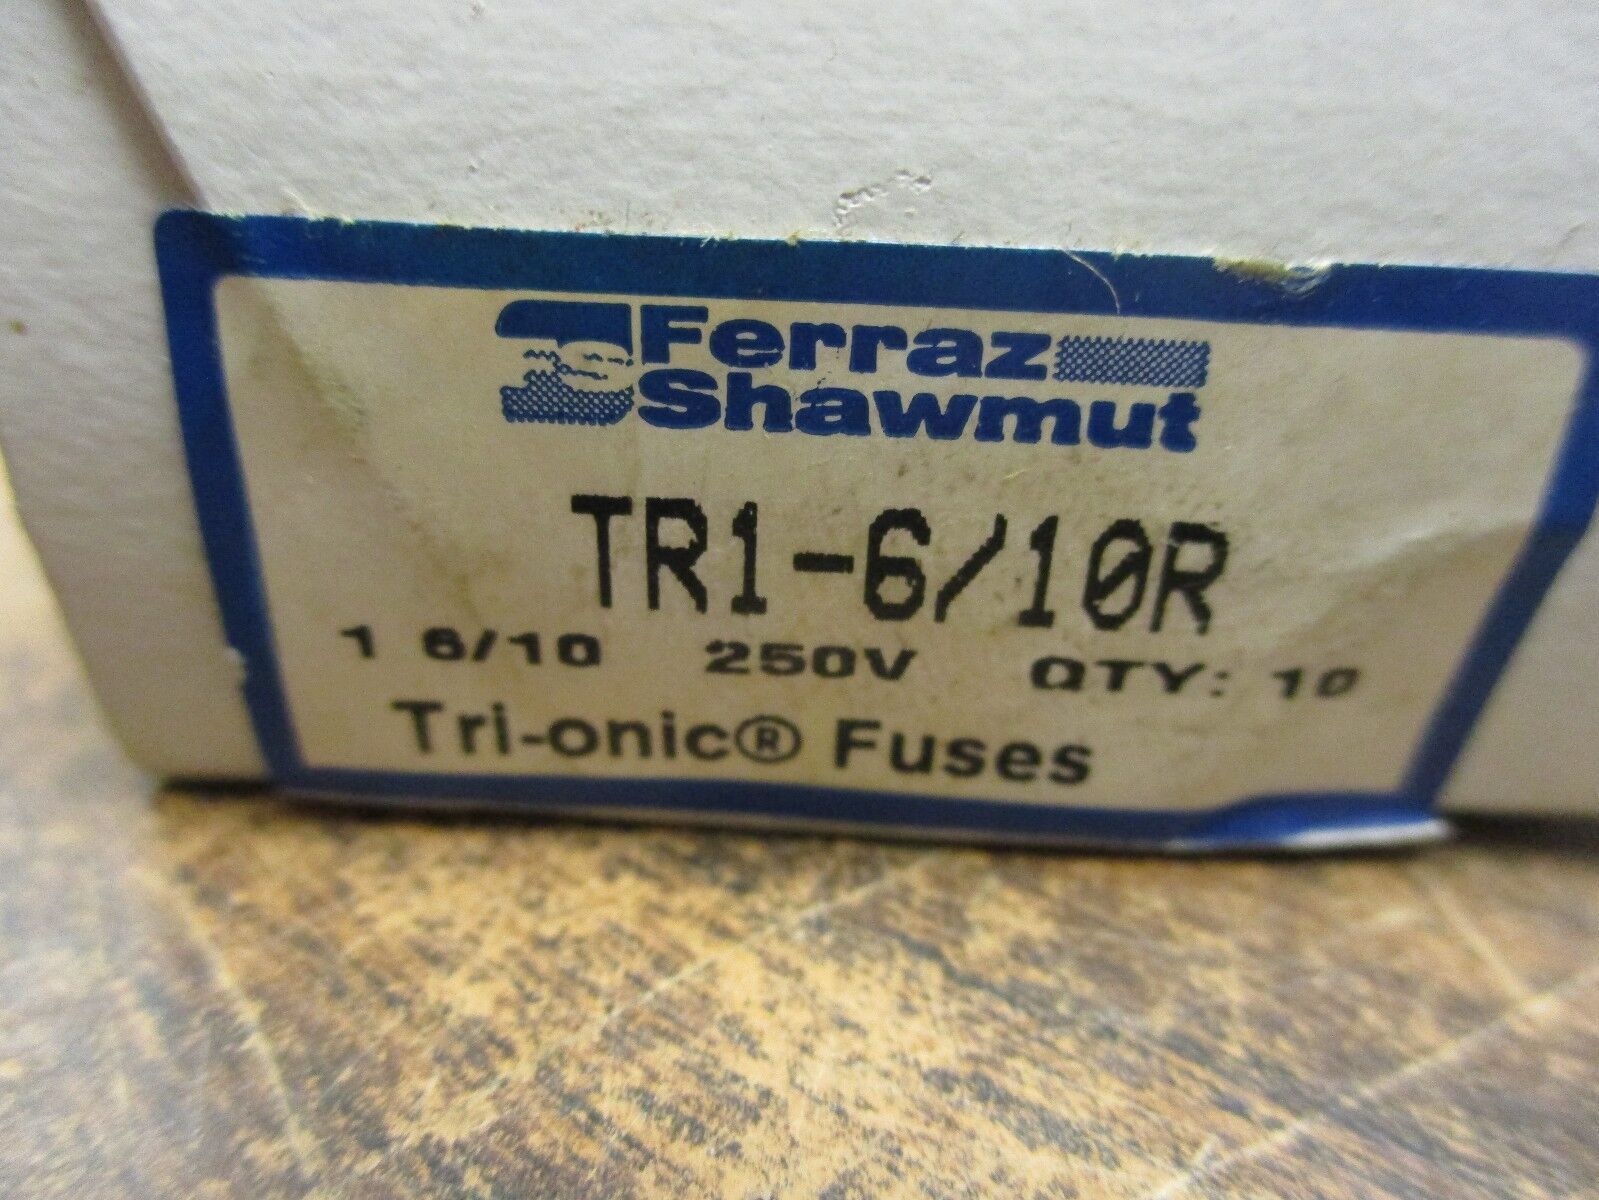 Ferraz
Shawmut
TR1-6/10R
1 6/10 250V QTY: 10
Tri-onic® Fuses